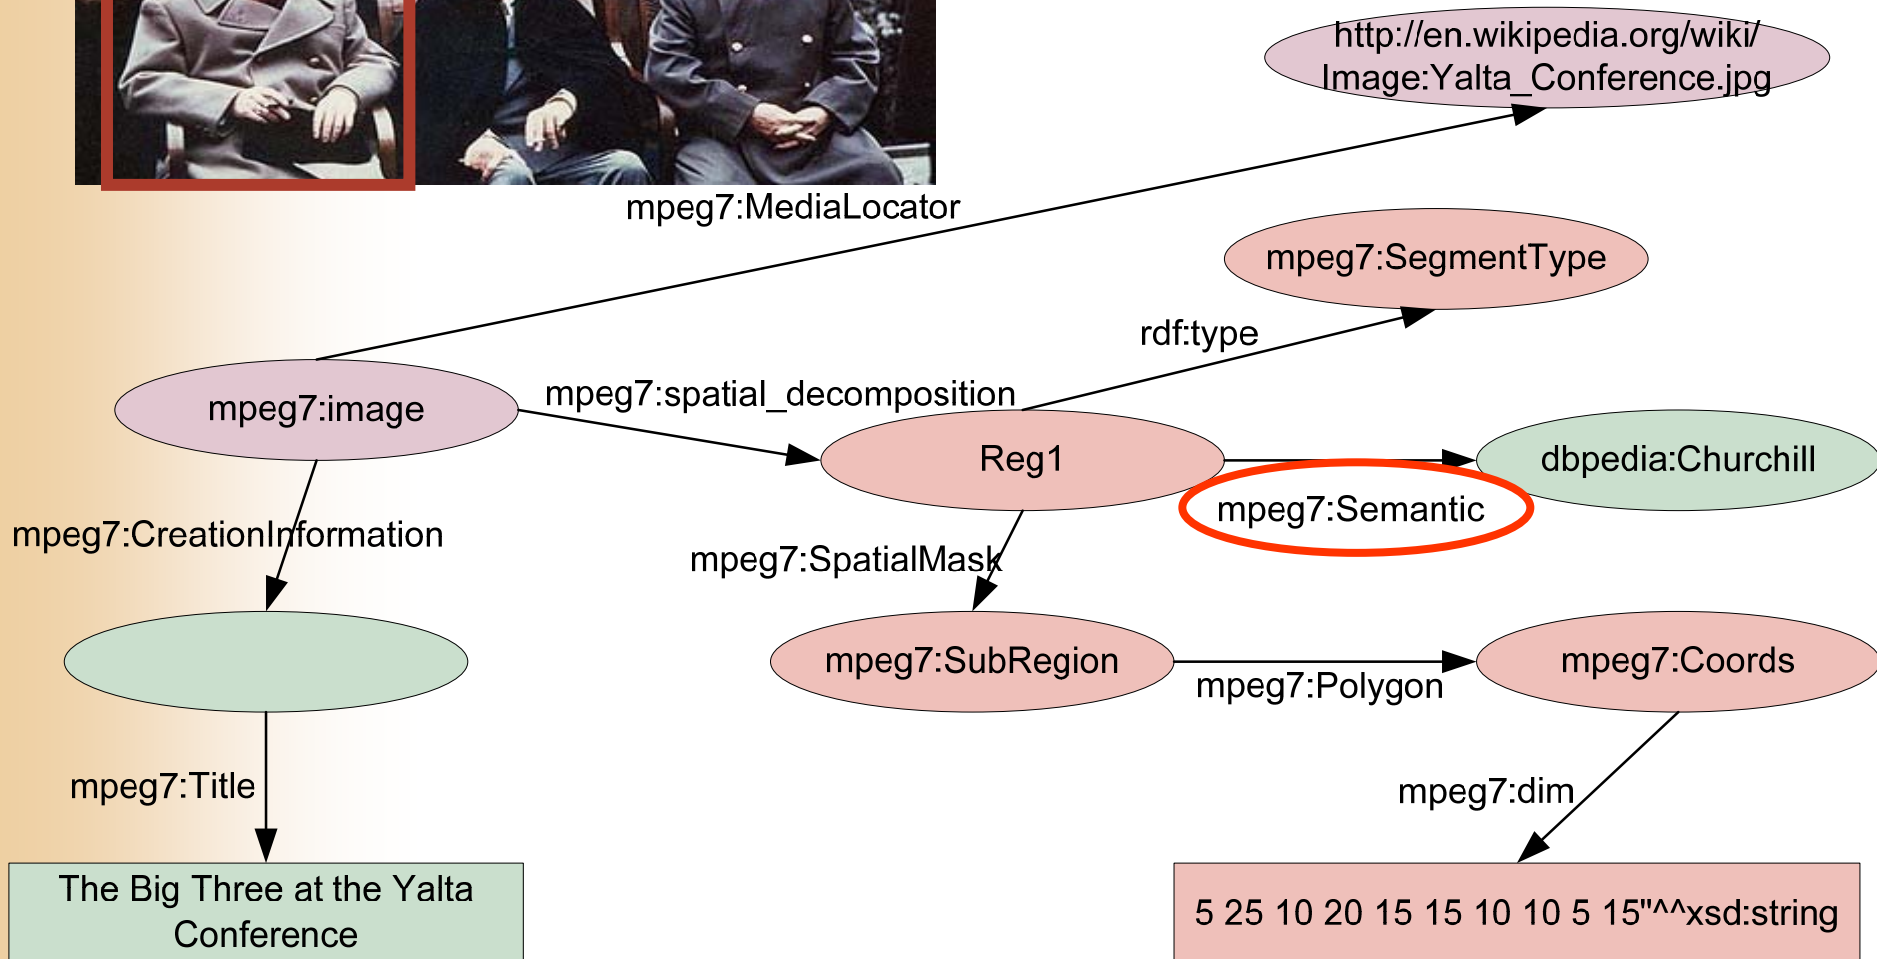 http://en.wikipedia.org/wiki/
Image:Yalta_Conference.jpg
mpeg7:MediaLocator
mpeg7:SegmentType
rdf:type
mpeg7:image
mpeg7:spatial_decomposition
Reg1
dbpedia:Churchill
mpeg7:Semantic
mpeg7:CreationInformation
mpeg7:SpatialMask
mpeg7:SubRegion
mpeg7:Polygon
mpeg7:Coords
mpeg7:Title
mpeg7:dim
The Big Three at the Yalta
Conference
5 25 10 20 15 15 10 10 5 15"^^xsd:string